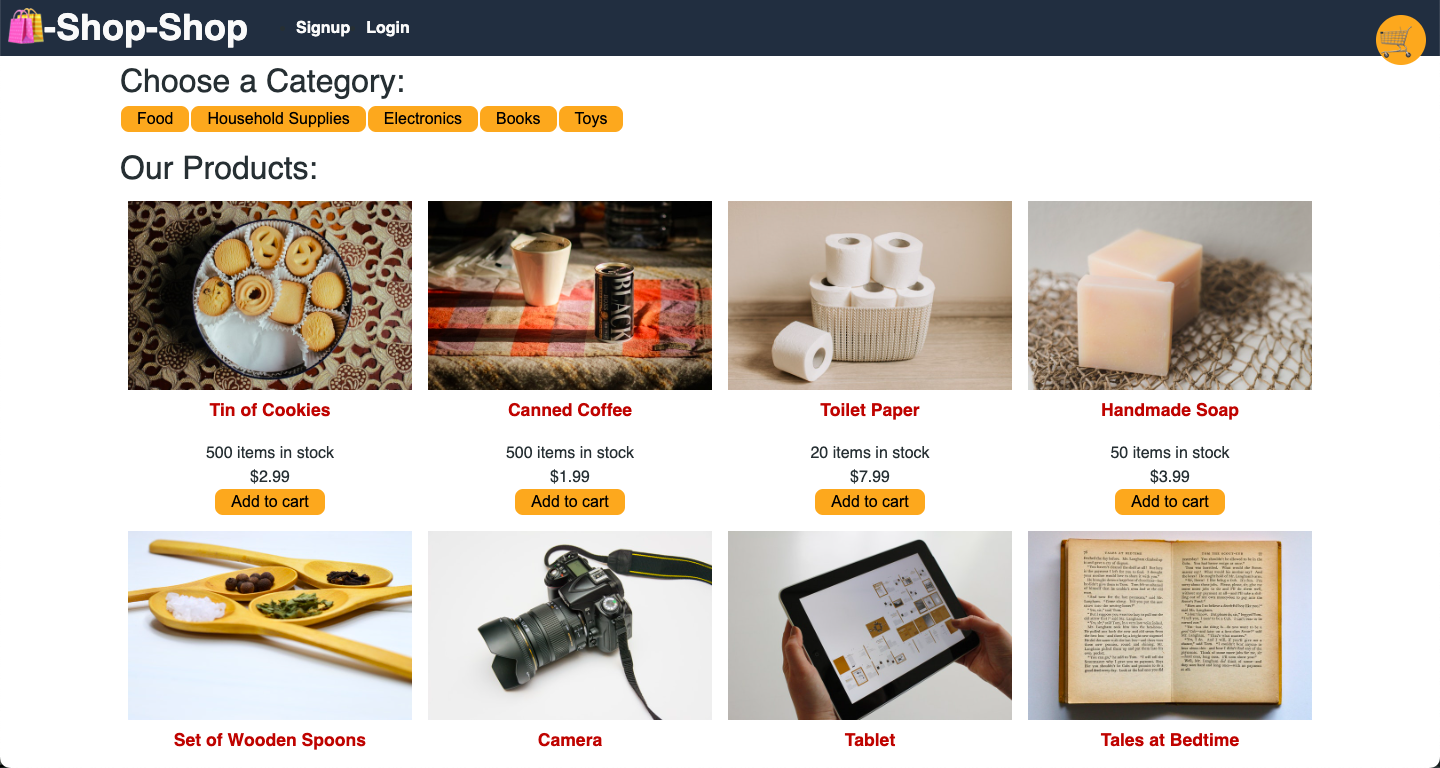 -Shop-Shop
Signup Login
Choose a Category:
Food Household Supplies Electronics Books Toys
Our Products:
BLACK
Tin of Cookies Canned Coffee Toilet Paper Handmade Soap
500 items in stock 500 items in stock 20 items in stock 50 items in stock
$2.99 $1.99 $7.99 $3.99
Add to cart Add to cart Add to cart Add to cart
Set of Wooden Spoons Camera Tablet Tales at Bedtime